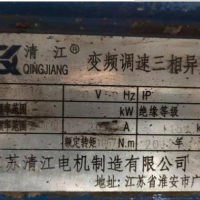 清江 变频调速三相异
QINGJIANG
V Hz IP
kW 绝缘等级
A
额定转矩
苏清江电机制造有限公司
地址:江苏省淮安市广